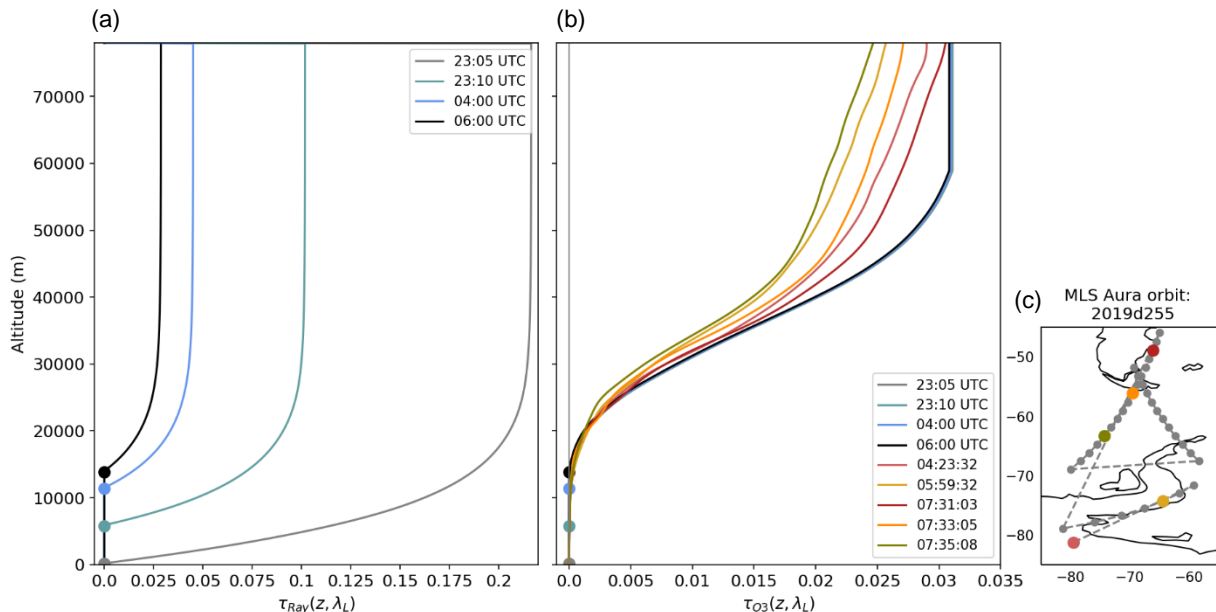 (a)
(b)
70000
60000
50000
40000
30000
20000
10000
0
Altitude (m)
23:05 UTC
23:10 UTC
04:00 UTC
06:00 UTC
0.00
0.025
0.05
0.075
0.10
0.125
0.15
0.175
0.20
τRay(z, λL)
23:05 UTC
23:10 UTC
04:00 UTC
06:00 UTC
04:23:32
05:59:32
07:31:03
07:33:05
07:35:08
0.0
0.005
0.01
0.015
0.02
0.025
0.03
0.035
τO3(z, λL)
(c)
MLS Aura orbit:
2019d255
−50
−60
−70
−80
−80
−70
−60